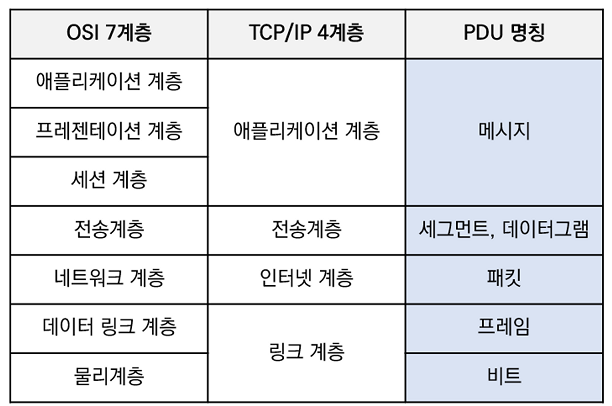 OSI 7계층 TCP/IP 4계층 PDU 명칭
애플리케이션 계층
프레젠테이션 계층 애플리케이션 계층 메시지
세션 계층
전송계층 전송계층 세그먼트, 데이터그램
네트워크 계층 인터넷 계층 패킷
데이터 링크 계층 프레임
링크 계층
물리계층 비트